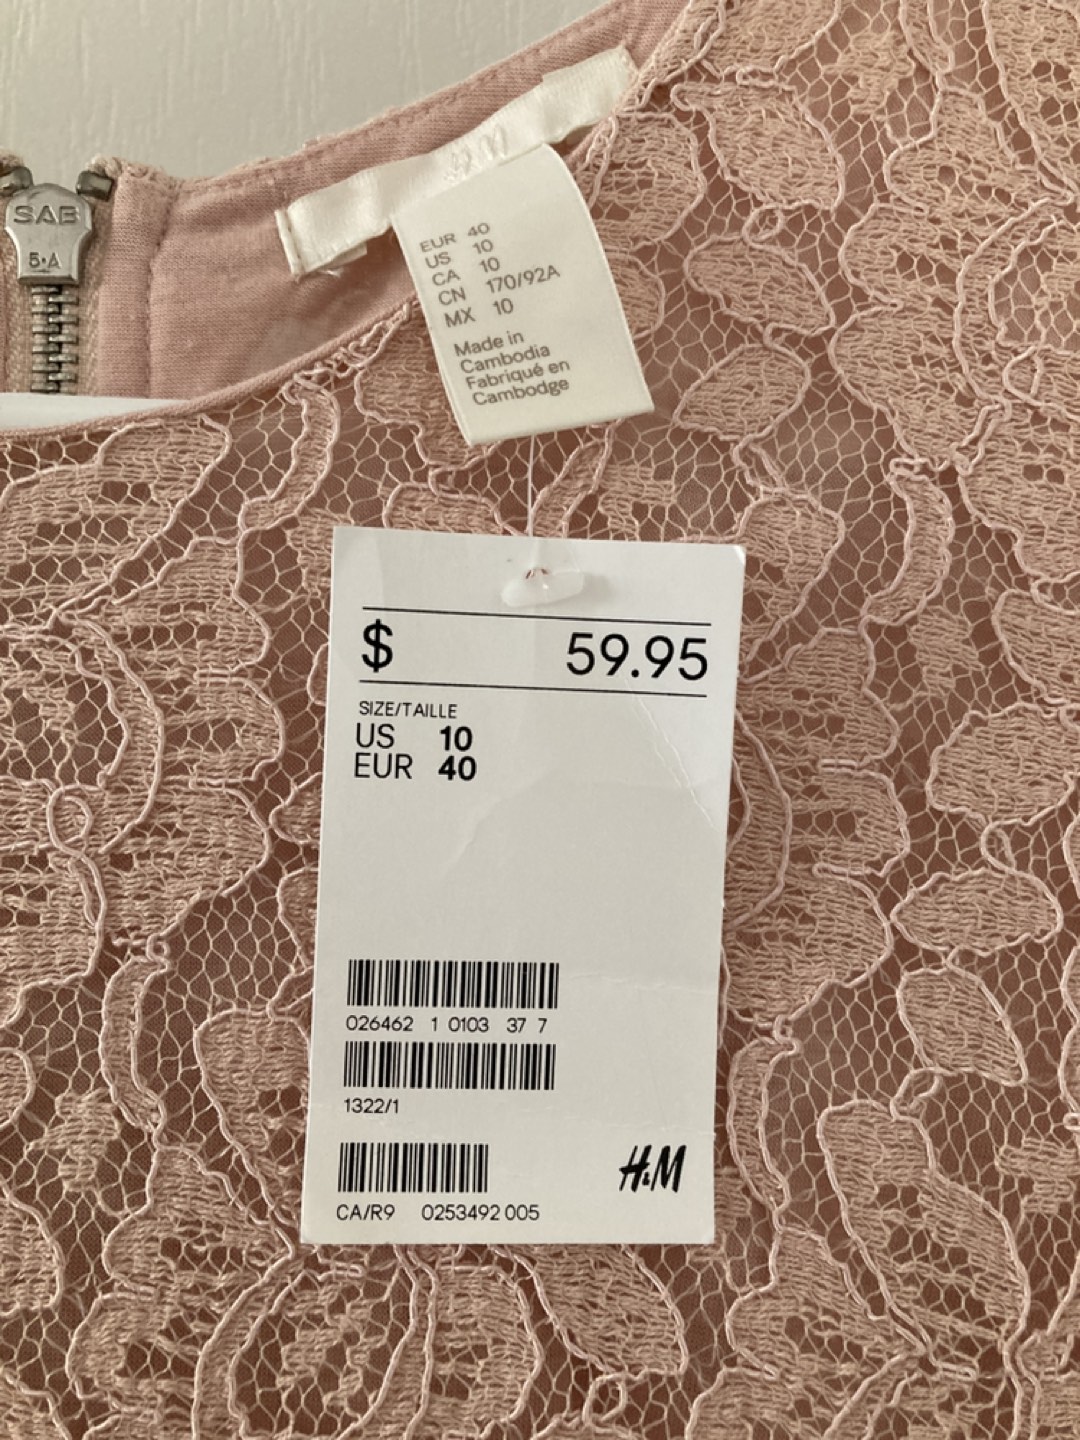 H&M
SAB
5·A
EUR 40
US 10
CA 10
CN 170/92A
MX 10
Made in
Cambodia
Fabriqué en
Cambodge
$ 59.95
SIZE/TAILLE
US 10
EUR 40
026462 1 0103 37 7
1322/1
H&M
CA/R9 0253492 005